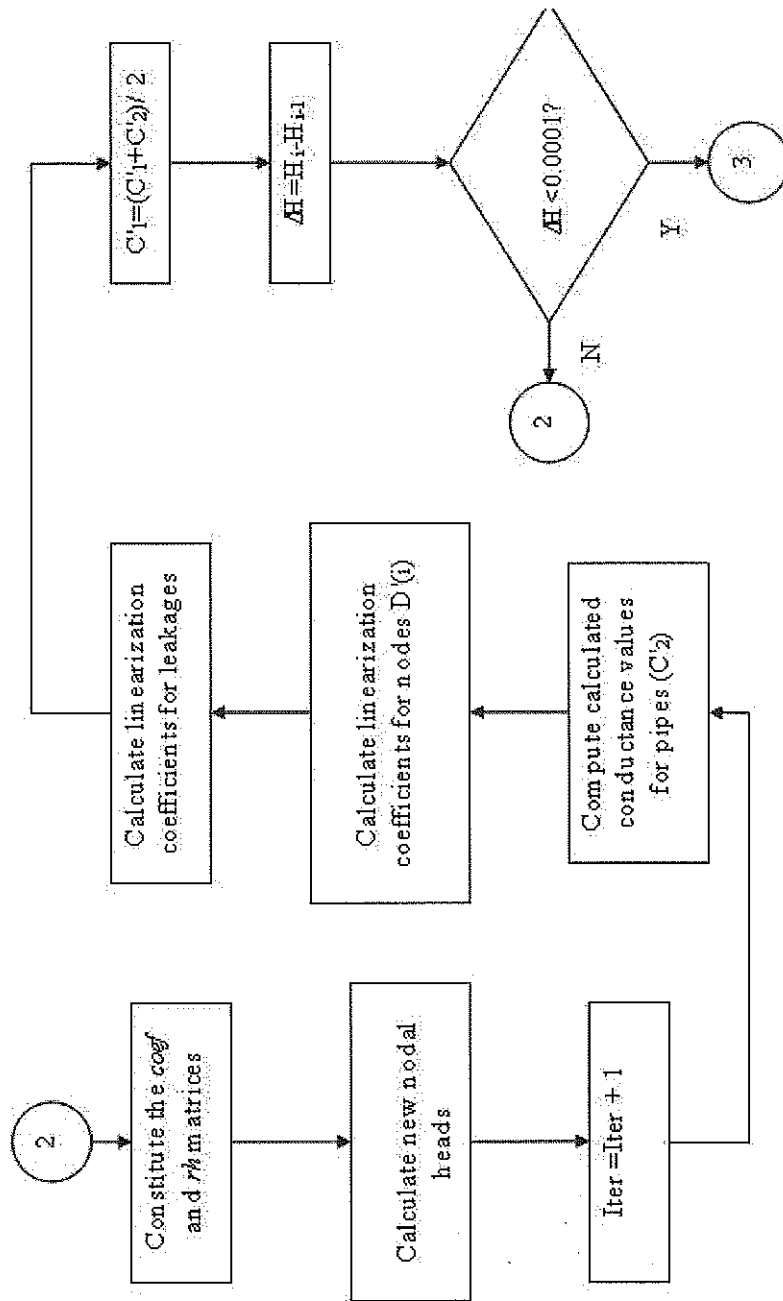 2
Constitute the coef
and rh matrices
Calculate new nodal
heads
Iter =Iter + 1
Compute calculated
conductance values
for pipes (C'2)
Calculate linearization
coefficients for nodes D'(i)
Calculate linearization
coefficients for leakages
C'1=(C'1+C'2)/ 2
ΔH=Hi-Hi-1
ΔH <0.0001?
N
2
Y
3